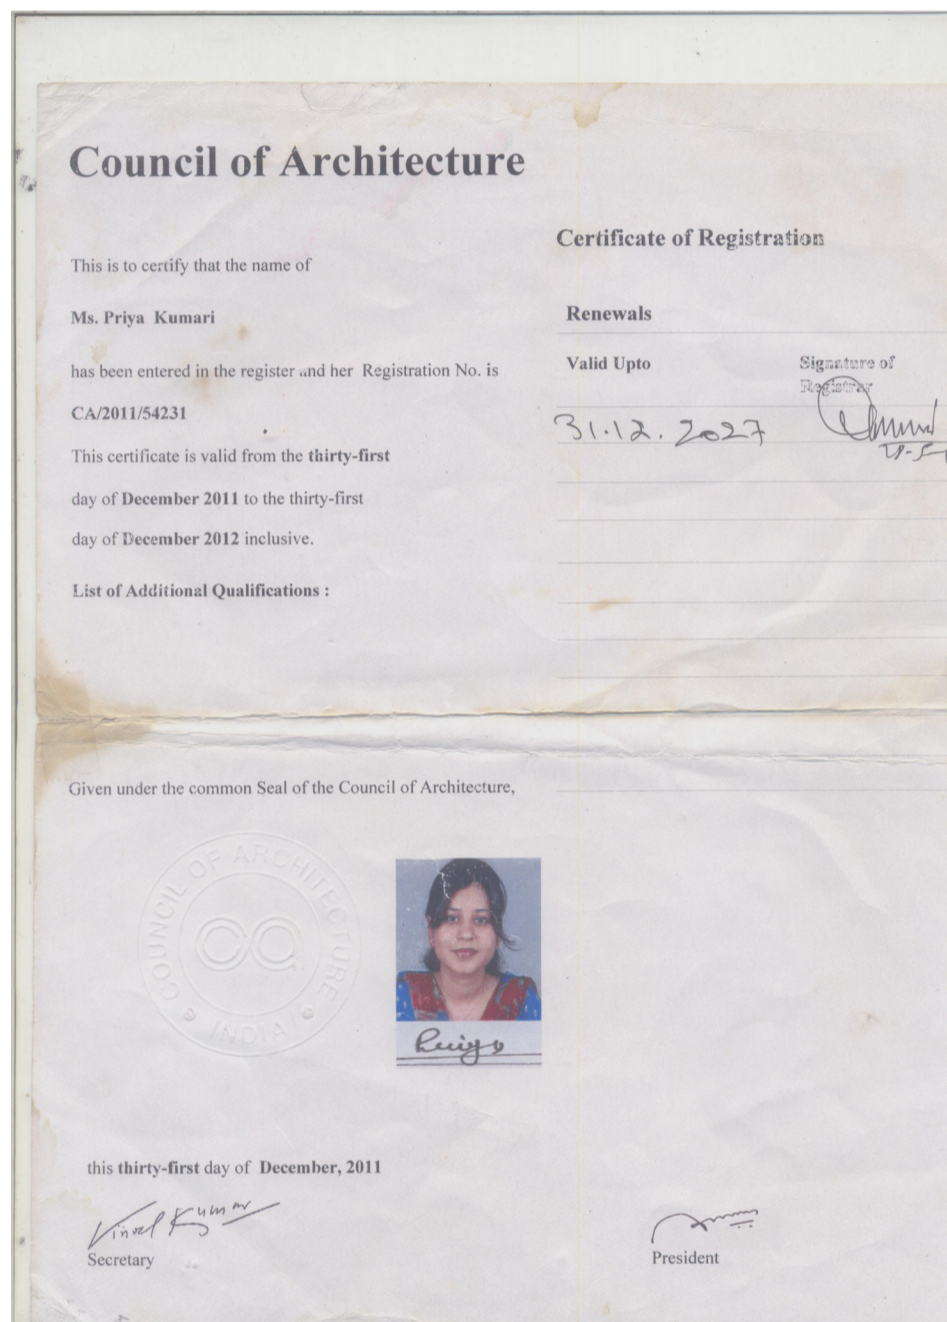 Council of Architecture
Certificate of Registration
This is to certify that the name of
Ms. Priya Kumari
has been entered in the register and her Registration No. is
CA/2011/54231
This certificate is valid from the thirty-first
day of December 2011 to the thirty-first
day of December 2012 inclusive.
List of Additional Qualifications :
Renewals
Valid Upto
Signature of
Registrar
31.12.2027
Given under the common Seal of the Council of Architecture,
COUNCIL OF ARCHITECTURE
INDIA
this thirty-first day of December, 2011
Vinod Kumar
Secretary
President